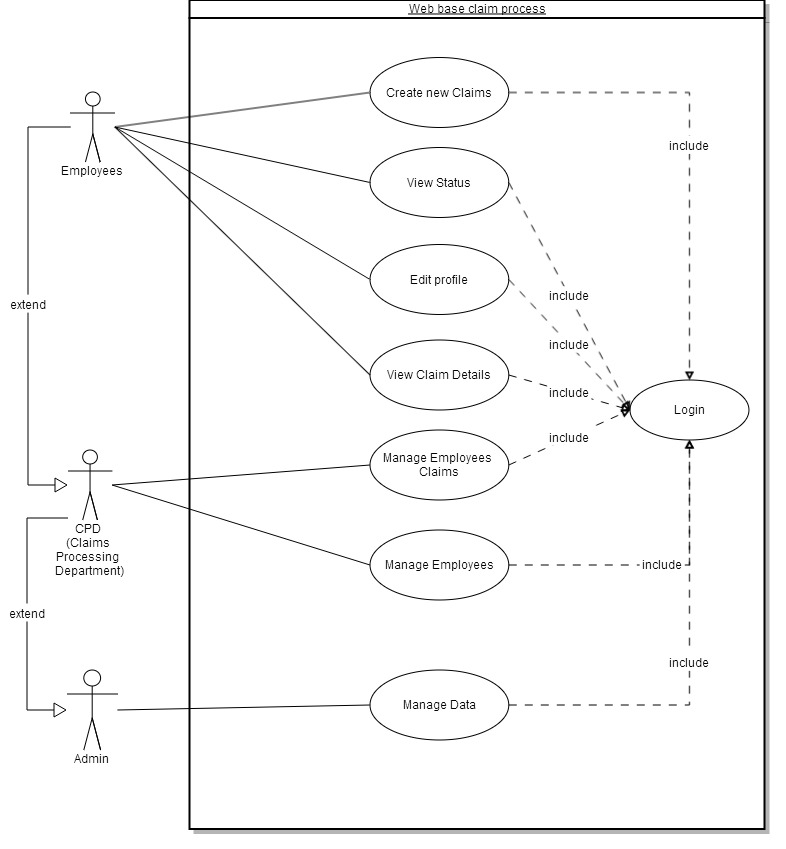 Web base claim process
Create new Claims
include
Employees
View Status
Edit profile
include
extend
include
View Claim Details
include
Login
include
Manage Employees
Claims
CPD
(Claims
Processing
Department)
Manage Employees
include
extend
include
Manage Data
Admin